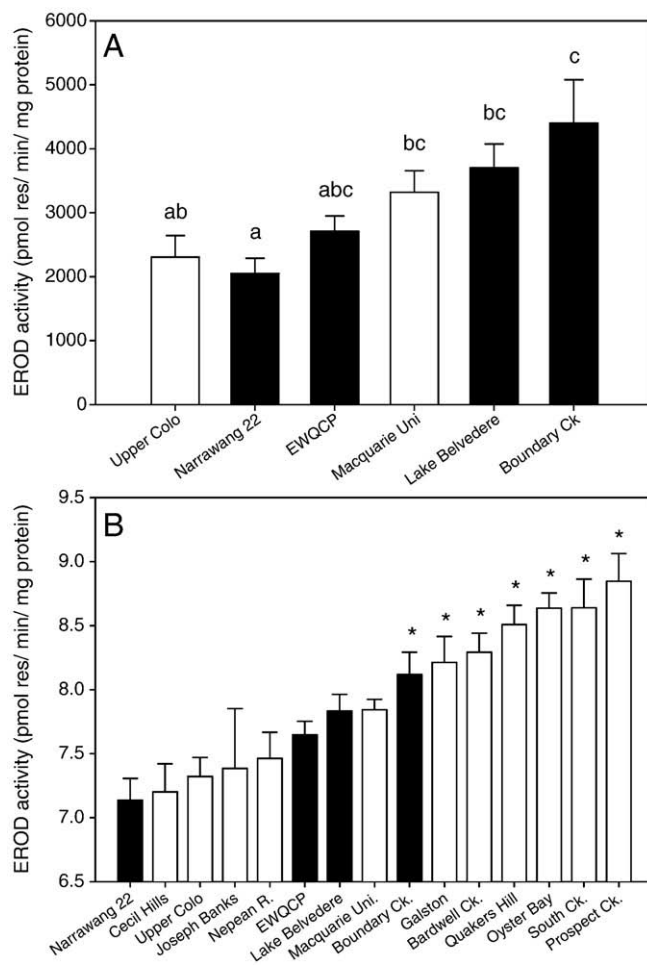 A
EROD activity (pmol res/ min/ mg protein)
6000
5000
4000
3000
2000
1000
0
ab
a
abc
bc
bc
c
Upper Colo
Narrawang 22
EWQCP
Macquarie Uni
Lake Belvedere
Boundary Ck
B
EROD activity (pmol res/ min/ mg protein)
9.5
9.0
8.5
8.0
7.5
7.0
6.5
* * * * * * *
Narrawang 22
Cecil Hills
Upper Colo
Joseph Banks
Nepean R.
EWQCP
Lake Belvedere
Macquarie Uni.
Boundary Ck.
Galston
Bardwell Ck.
Quakers Hill
Oyster Bay
South Ck.
Prospect Ck.